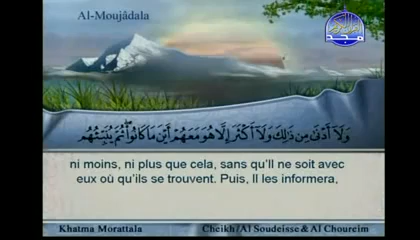 Al-Moujâdala
وَلَا أَدْنَىٰ مِن ذَٰلِكَ وَلَا أَكْثَرَ إِلَّا هُوَ مَعَهُمْ أَيْنَ مَا كَانُوا ثُمَّ يُنَبِّئُهُم
ni moins, ni plus que cela, sans qu'Il ne soit avec
eux où qu'ils se trouvent. Puis, Il les informera,
Khatma Morattala
Cheikh/Al Soudeisse & Al Choureim